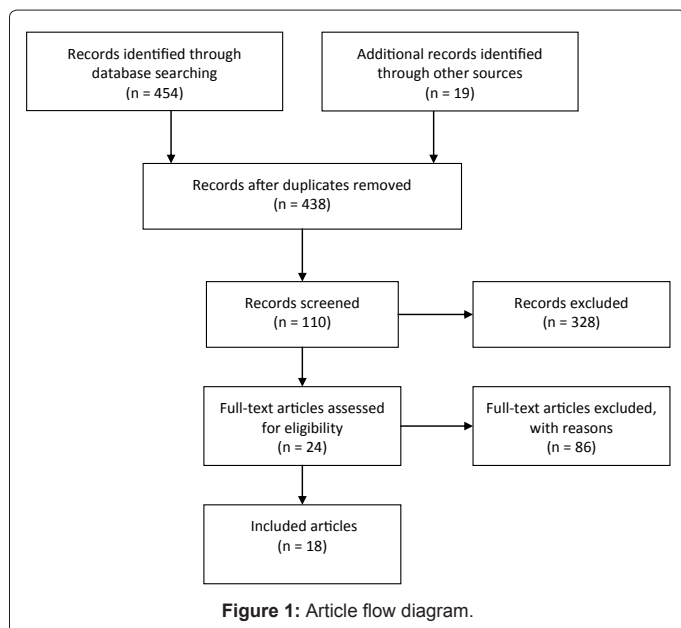 Records identified through
database searching
(n = 454)
Additional records identified
through other sources
(n = 19)
Records after duplicates removed
(n = 438)
Records screened
(n = 110)
Records excluded
(n = 328)
Full-text articles assessed
for eligibility
(n = 24)
Full-text articles excluded,
with reasons
(n = 86)
Included articles
(n = 18)
Figure 1: Article flow diagram.